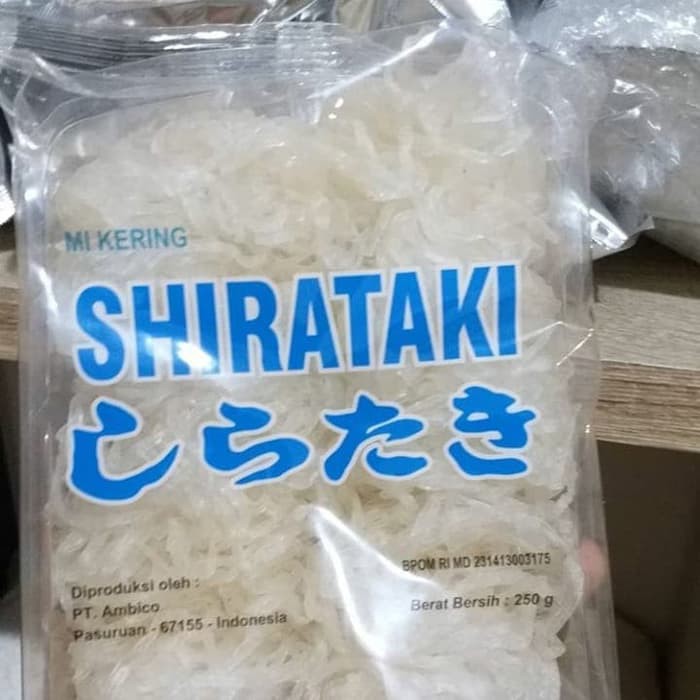 MI KERING
SHIRATAKI
しらたき
Diproduksi oleh :
PT. Ambico
Pasuruan - 67155 - Indonesia
BPOM RI MD 231413003175
Berat Bersih : 250 g